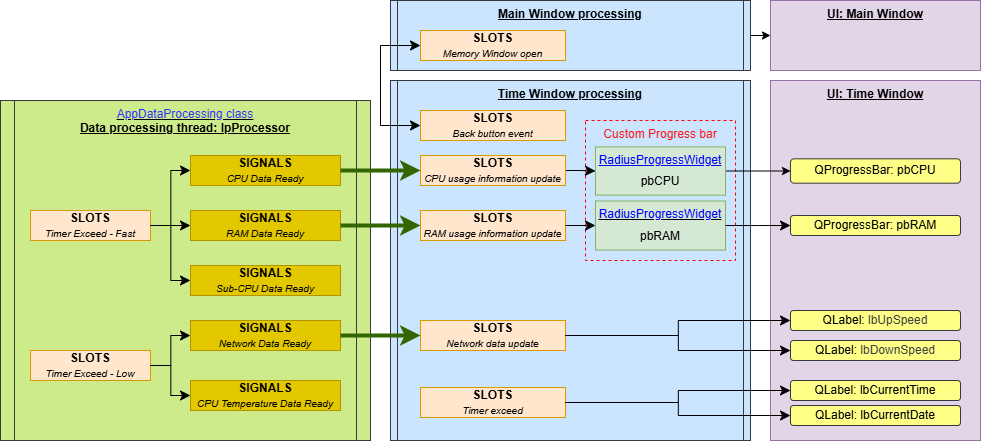 Main Window processing
SLOTS
Memory Window open
UI: Main Window
AppDataProcessing class
Data processing thread: IpProcessor
SLOTS
Timer Exceed - Fast
SIGNALS
CPU Data Ready
SIGNALS
RAM Data Ready
SIGNALS
Sub-CPU Data Ready
SLOTS
Timer Exceed - Low
SIGNALS
Network Data Ready
SIGNALS
CPU Temperature Data Ready
Time Window processing
SLOTS
Back button event
SLOTS
CPU usage information update
SLOTS
RAM usage information update
Custom Progress bar
RadiusProgressWidget
pbCPU
RadiusProgressWidget
pbRAM
SLOTS
Network data update
SLOTS
Timer exceed
UI: Time Window
QProgressBar: pbCPU
QProgressBar: pbRAM
QLabel: lbUpSpeed
QLabel: lbDownSpeed
QLabel: lbCurrentTime
QLabel: lbCurrentDate